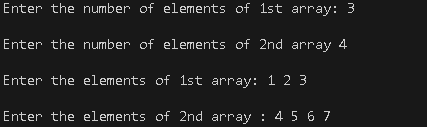 Enter the number of elements of 1st array: 3
Enter the number of elements of 2nd array 4
Enter the elements of 1st array: 1 2 3
Enter the elements of 2nd array : 4 5 6 7